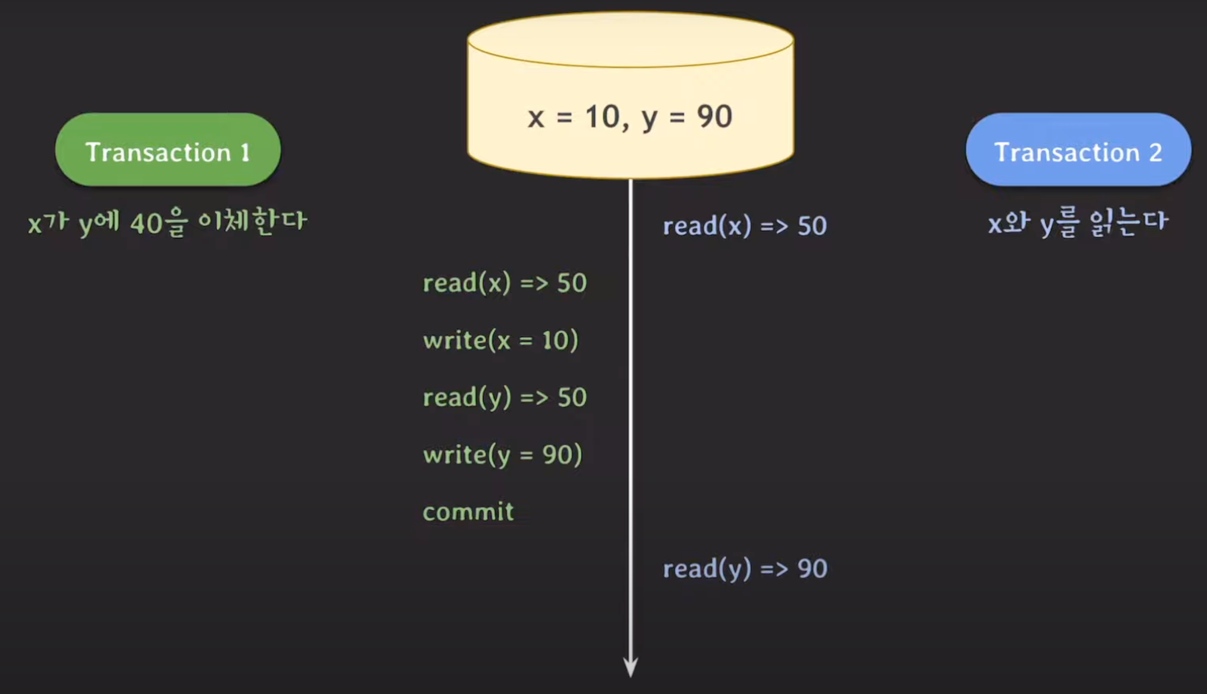 x = 10, y = 90
Transaction 1
Transaction 2
x가 y에 40을 이체한다
read(x) => 50
x와 y를 읽는다
read(x) => 50
write(x = 10)
read(y) => 50
write(y = 90)
commit
read(y) => 90